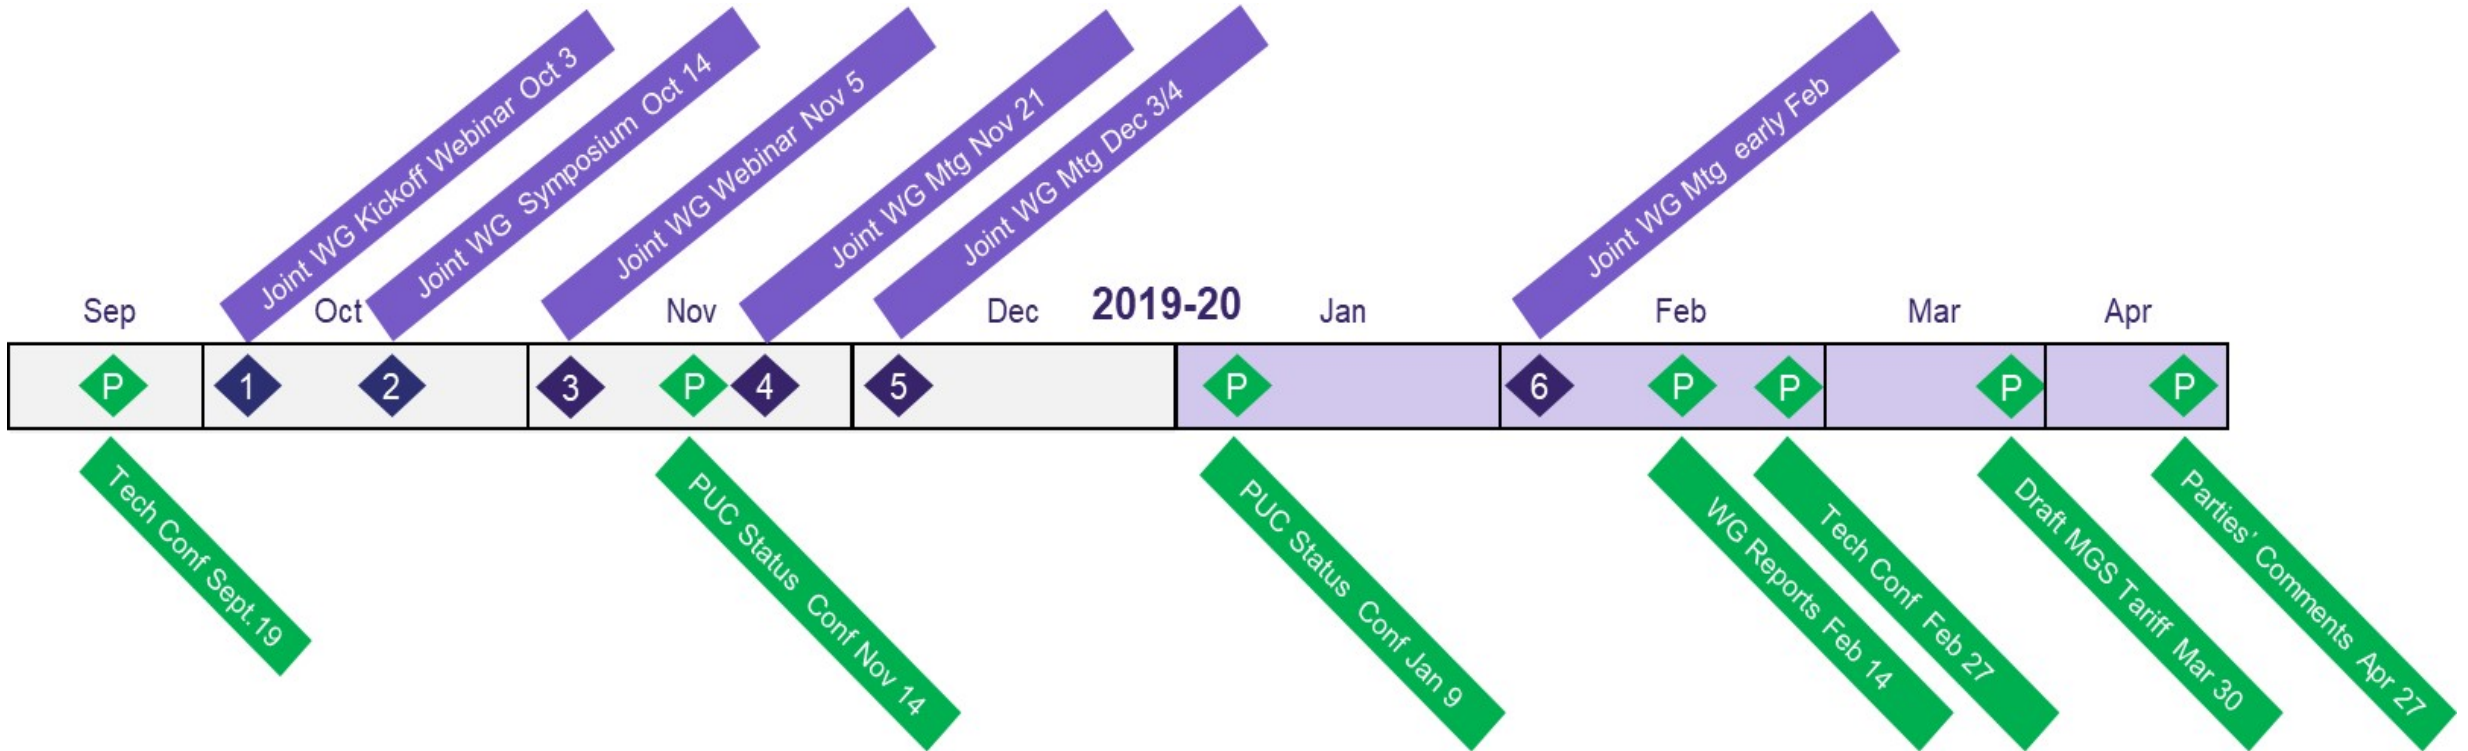 Joint WG Kickoff Webinar Oct 3
Joint WG Symposium Oct 14
Joint WG Webinar Nov 5
Joint WG Mtg Nov 21
Joint WG Mtg Dec 3/4
Joint WG Mtg early Feb
Sep
Oct
Nov
Dec
2019-20
Jan
Feb
Mar
Apr
P
1
2
3
P
4
5
P
6
P
P
P
P
Tech Conf Sept. 19
PUC Status Conf Nov 14
PUC Status Conf Jan 9
WG Reports Feb 14
Tech Conf Feb 27
Draft MGS Tariff Mar 30
Parties' Comments Apr 27